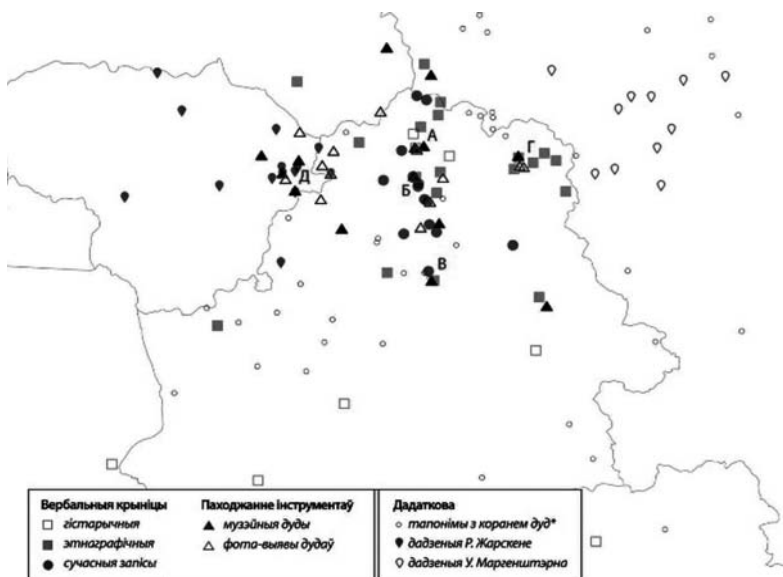 А
Г
Д
Б
В
Вербальныя крыніцы
гістарычныя
этнаграфічныя
сучасныя запісы
Паходжанне інструментаў
музэйныя дуды
фота-выявы дудаў
Дадаткова
тапонімы з коранем дуд*
дадзеныя Р. Жарскене
дадзеныя У. Маргенштэрна